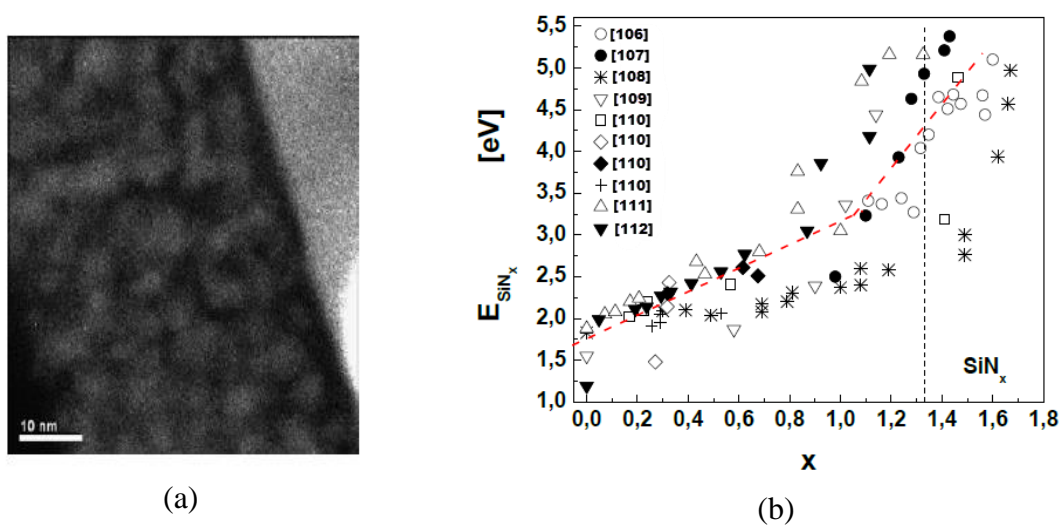 10 nm
(a)
[106]
[107]
[108]
[109]
[110]
[110]
[110]
[110]
[111]
[112]
SiNx
ESiNx [eV]
5,5
5,0
4,5
4,0
3,5
3,0
2,5
2,0
1,5
1,0
0,0 0,2 0,4 0,6 0,8 1,0 1,2 1,4 1,6 1,8
x
(b)